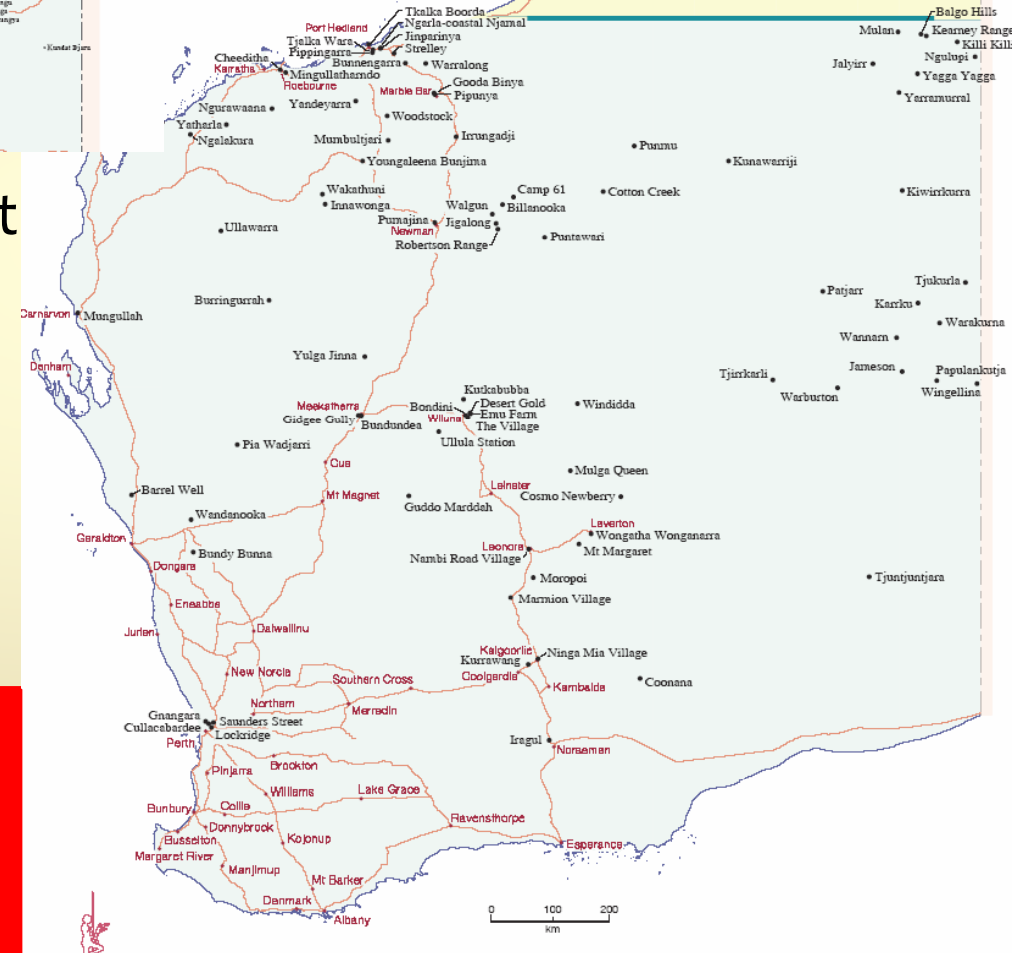 Kundat Djaru
t
Tkalka Boorda
Ngarla-coastal Njamal
Port Hedland
Jinparinya
Tjalka Wara
Strelley
Pippingarra
Bunnengarra
Warralong
Cheeditha
Karratha
Mingullatharndo
Roebourne
Gooda Binya
Marble Bar
Pipunya
Balgo Hills
Mulan
Kearney Range
Killi Kill
Ngulupi
Jalyirr
Yagga Yagga
Yarramurral
Ngurawaana
Yandeyarra
Woodstock
Yatharla
Ngalakura
Mumbultjari
Irrungadji
Youngaleena Bunjima
Punmu
Kunawarriji
Wakathuni
Innawonga
Camp 61
Walgun
Billanooka
Cotton Creek
Kiwirrkurra
Pumajina
Jigalong
Newman
Robertson Range
Puntawari
Ullawarra
Burringurrah
Carnarvon
Mungullah
Patjarr
Tjukurla
Karrku
Warakurna
Wannarn
Denham
Yulga Jinna
Jameson
Papulankutja
Tjirrkarli
Wingellina
Warburton
Kutkabubba
Meekatharra
Bondini
Desert Gold
Emu Farm
Gidgee Gully
Bundundea
Wiluna
The Village
Windidda
Ullula Station
Pia Wadjarri
Cue
Mulga Queen
Barrel Well
Mt Magnet
Leinster
Cosmo Newberry
Guddo Marddah
Wandanooka
Laverton
Wongatha Wonganarra
Geraldton
Bundy Bunna
Leonora
Mt Margaret
Nambi Road Village
Dongara
Moropoi
Tjuntjuntjara
Eneabba
Marmion Village
Jurien
Dalwallinu
Kalgoorlie
Ninga Mia Village
Kurrawang
New Norcia
Southern Cross
Coolgardie
Kambalda
Coonana
Northam
Merredin
Gnangara
Saunders Street
Cullacabardee
Lockridge
Perth
Iragul
Norseman
Brookton
Pinjarra
Williams
Lake Grace
Bunbury
Collie
Donnybrook
Ravensthorpe
Busselton
Kojonup
Esperance
Margaret River
Manjimup
Mt Barker
Denmark
Albany
0 100 200
km